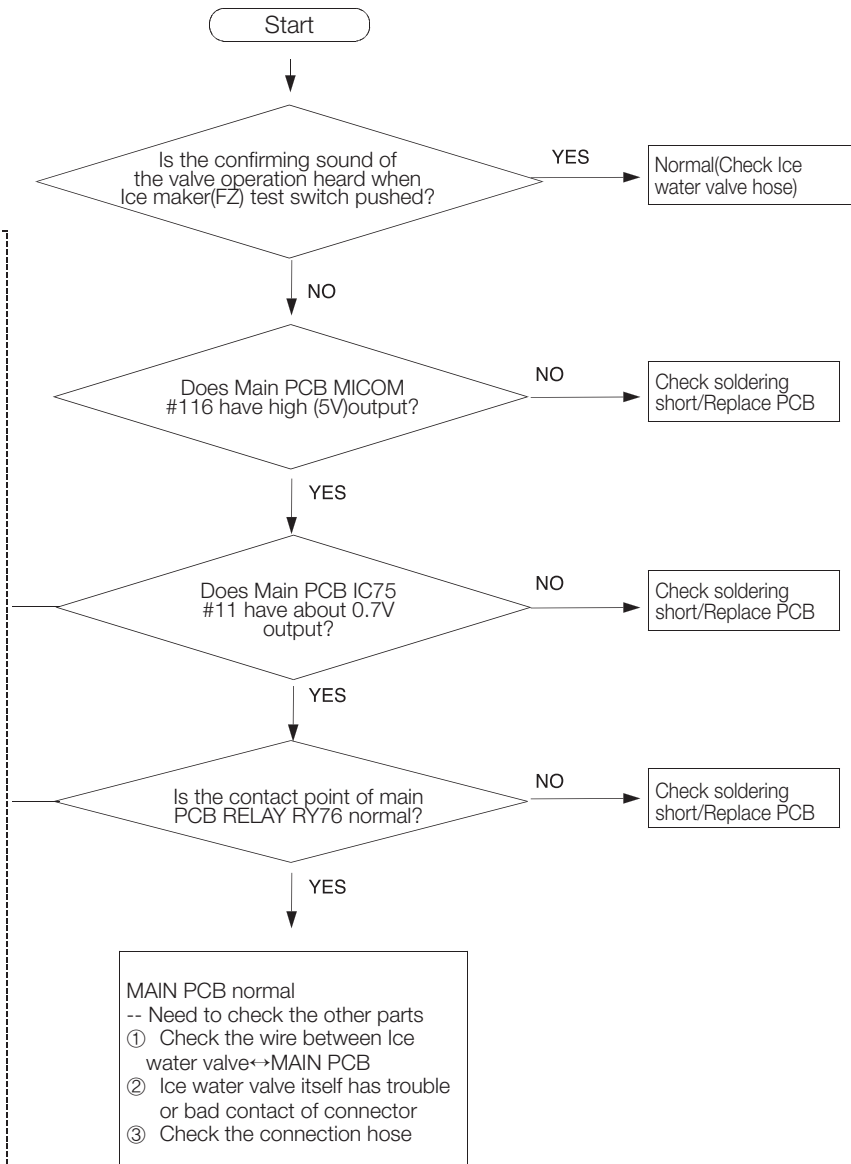 Start
Is the confirming sound of
the valve operation heard when
Ice maker(FZ) test switch pushed?
YES
Normal(Check Ice
water valve hose)
NO
Does Main PCB MICOM
#116 have high (5V)output?
NO
Check soldering
short/Replace PCB
YES
Does Main PCB IC75
#11 have about 0.7V
output?
NO
Check soldering
short/Replace PCB
YES
Is the contact point of main
PCB RELAY RY76 normal?
NO
Check soldering
short/Replace PCB
YES
MAIN PCB normal
-- Need to check the other parts
① Check the wire between Ice
water valve↔MAIN PCB
② Ice water valve itself has trouble
or bad contact of connector
③ Check the connection hose